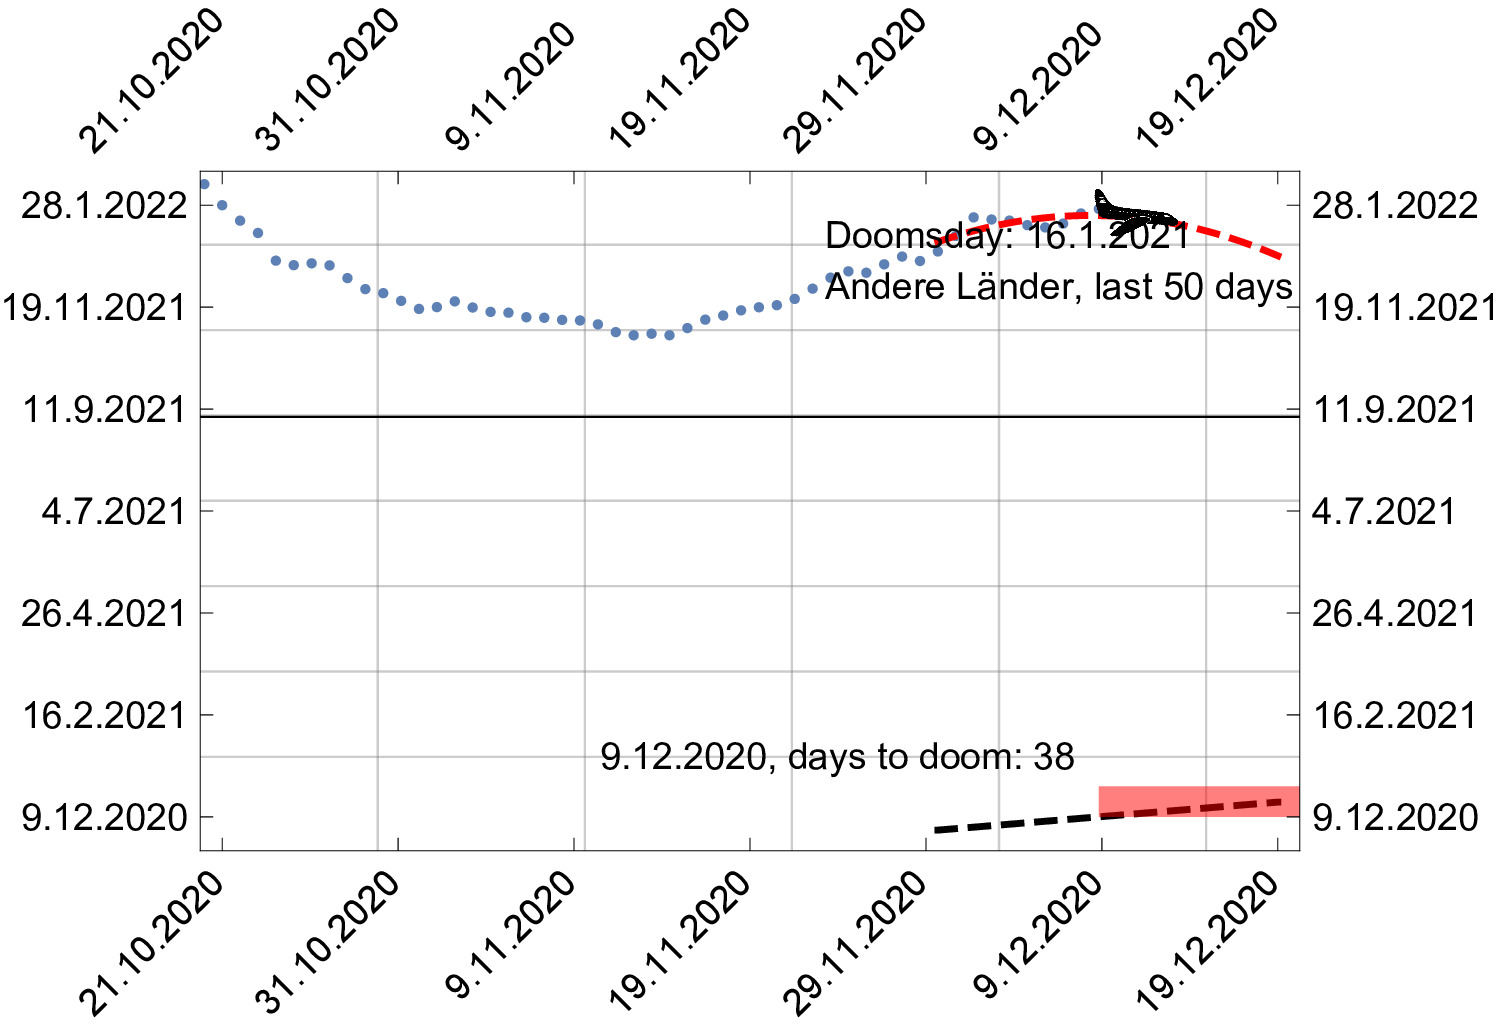 21.10.2020 31.10.2020 9.11.2020 19.11.2020 29.11.2020 9.12.2020 19.12.2020
28.1.2022 28.1.2022
Doomsday: 16.1.2021
Andere Länder, last 50 days
19.11.2021 19.11.2021
11.9.2021 11.9.2021
4.7.2021 4.7.2021
26.4.2021 26.4.2021
16.2.2021 16.2.2021
9.12.2020, days to doom: 38
9.12.2020 9.12.2020
21.10.2020 31.10.2020 9.11.2020 19.11.2020 29.11.2020 9.12.2020 19.12.2020